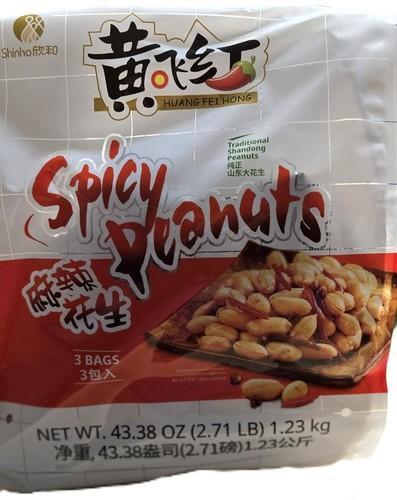 Shinho欣和
黄飞红
HUANG FEI HONG
Traditional
Shandong
Peanuts
纯正
山东大花生
Spicy
Peanuts
麻辣
花生
3 BAGS
3包入
NET WT. 43.38 OZ (2.71 LB) 1.23 kg
净重, 43.38盎司(2.71磅)1.23公斤